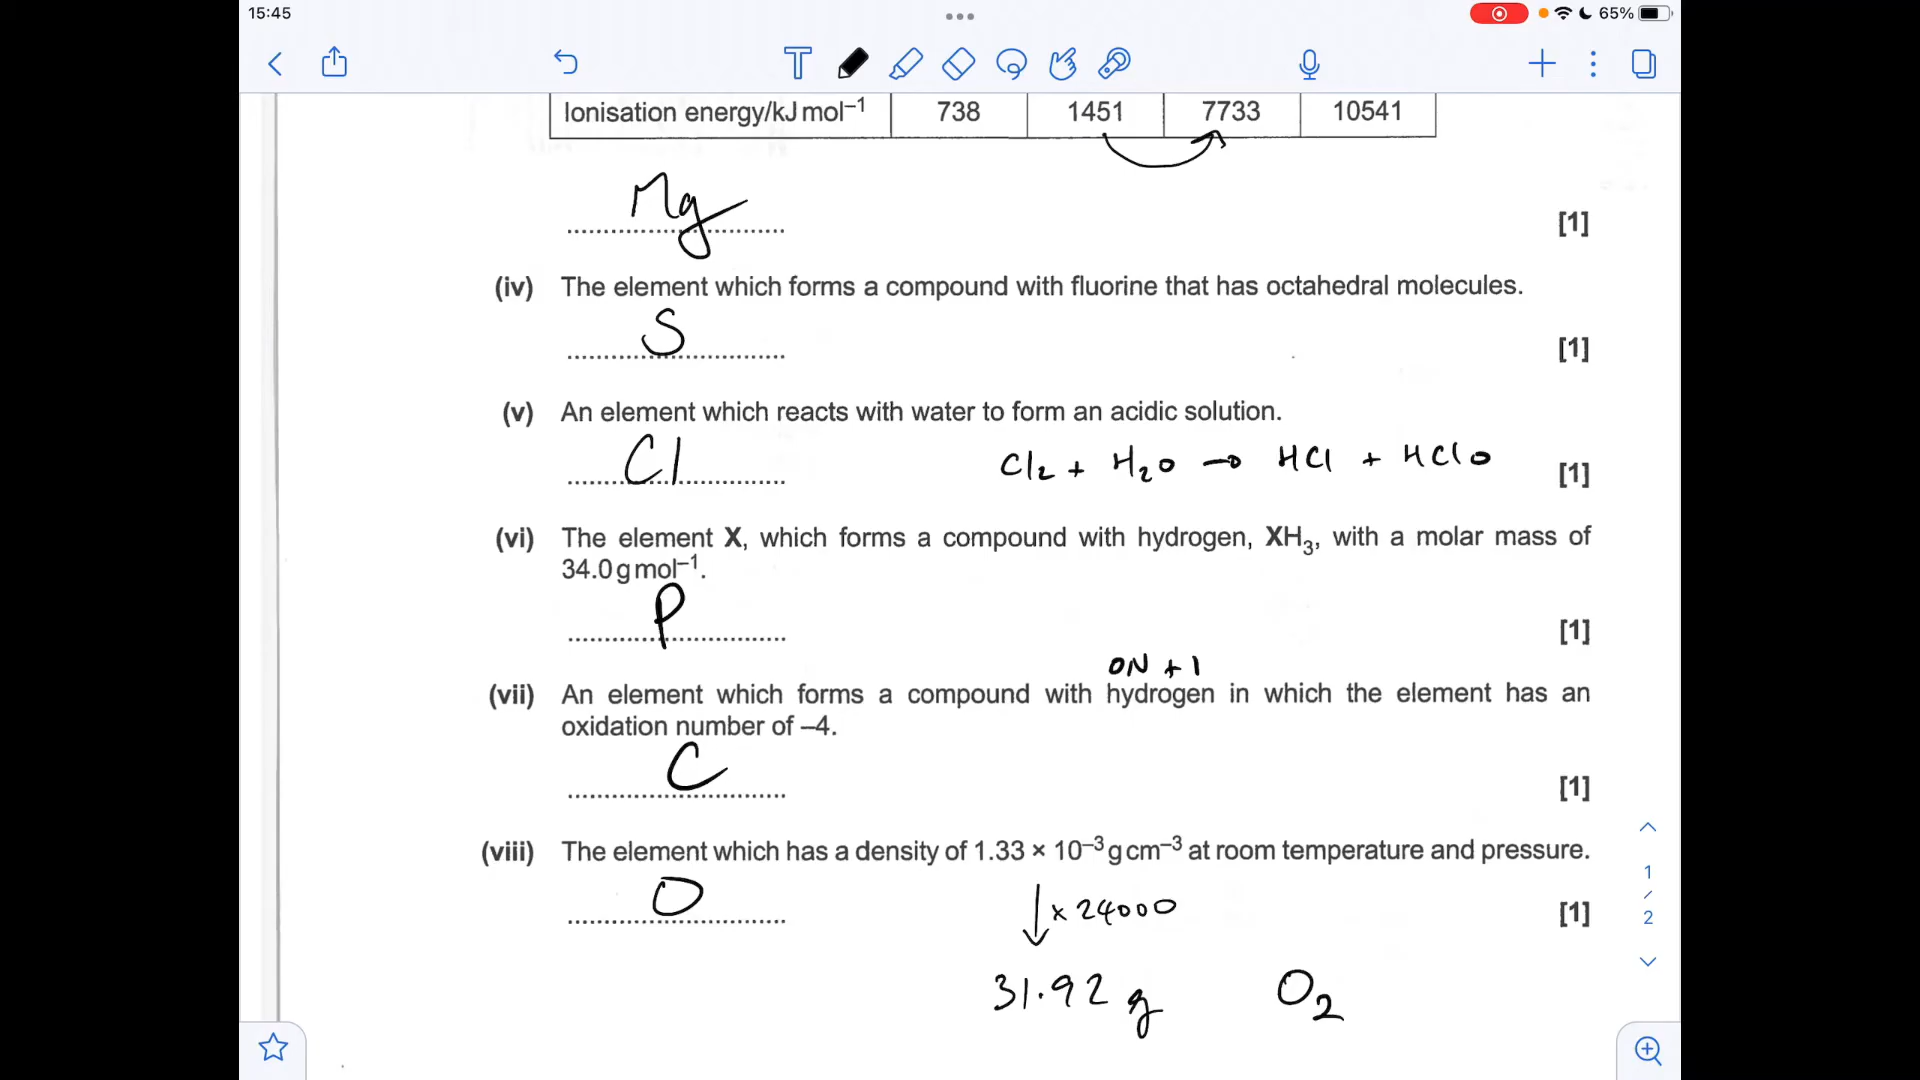 15:45
65%
Ionisation energy/kJ mol⁻¹ 738 1451 7733 10541
Mg
[1]
(iv) The element which forms a compound with fluorine that has octahedral molecules.
S
[1]
(v) An element which reacts with water to form an acidic solution.
Cl
Cl₂ + H₂O → HCl + HClO
[1]
(vi) The element X, which forms a compound with hydrogen, XH₃, with a molar mass of
34.0 g mol⁻¹.
P
[1]
ON +1
(vii) An element which forms a compound with hydrogen in which the element has an
oxidation number of –4.
C
[1]
(viii) The element which has a density of 1.33 × 10⁻³ g cm⁻³ at room temperature and pressure.
O
↓ × 24000
[1]
31.92 g O₂
1
/
2